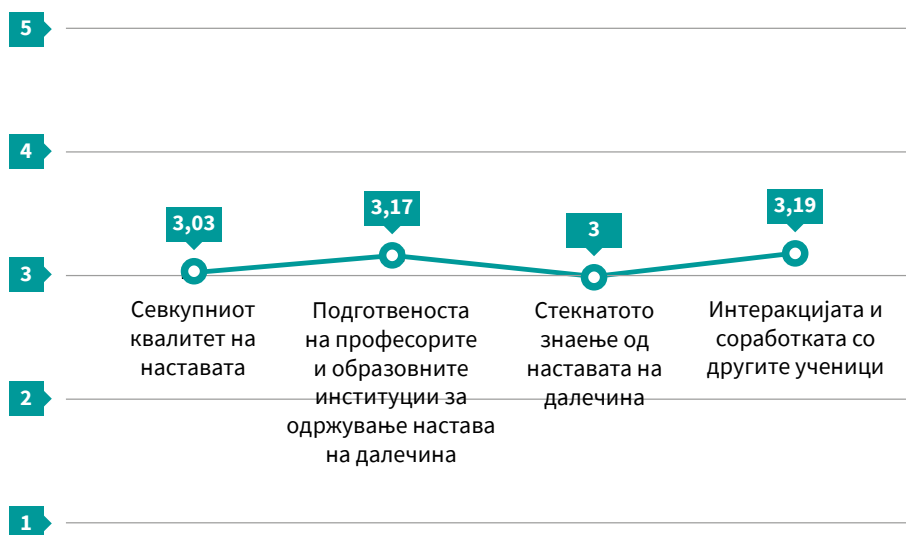 5
4
3,03
3,17
3
3,19
3
Севкупниот
квалитет на
наставата
Подготвеноста
на професорите
и образовните
институции за
одржување настава
на далечина
Стекнатото
знаење од
наставата на
далечина
Интеракцијата и
соработката со
другите ученици
2
1